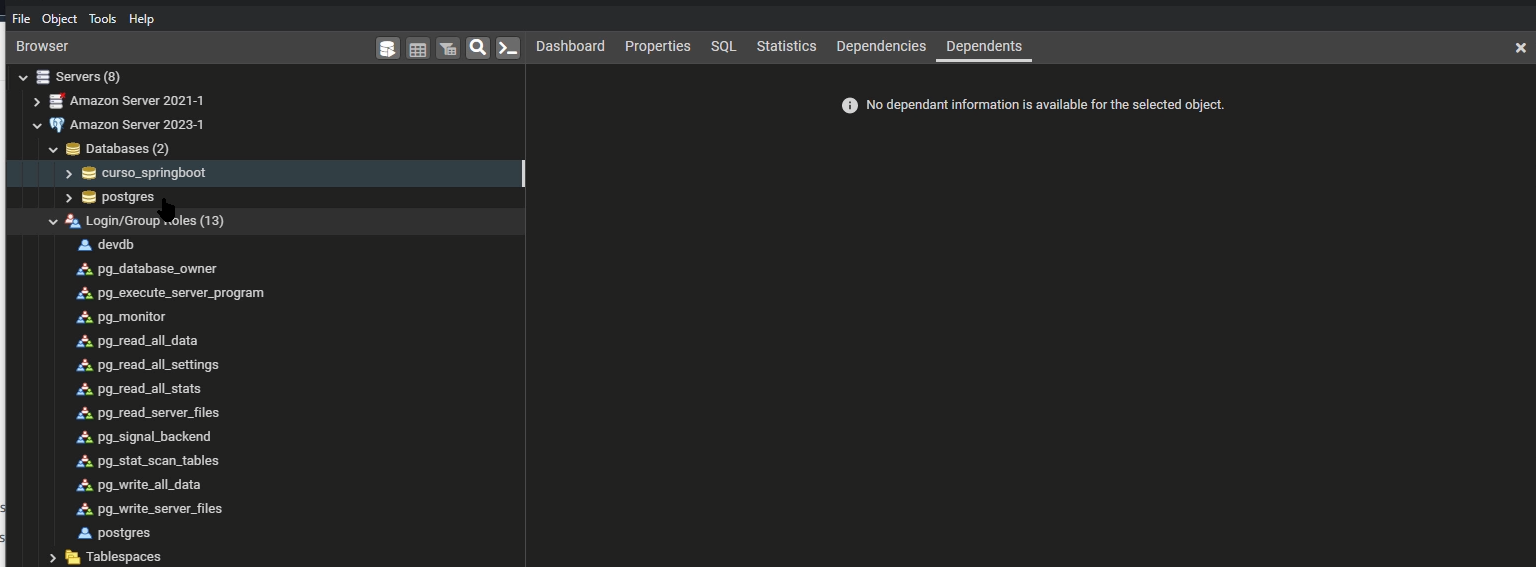 File Object Tools Help
Browser
Dashboard Properties SQL Statistics Dependencies Dependents
Servers (8)
Amazon Server 2021-1
No dependant information is available for the selected object.
Amazon Server 2023-1
Databases (2)
curso_springboot
postgres
Login/Group Roles (13)
devdb
pg_database_owner
pg_execute_server_program
pg_monitor
pg_read_all_data
pg_read_all_settings
pg_read_all_stats
pg_read_server_files
pg_signal_backend
pg_stat_scan_tables
pg_write_all_data
pg_write_server_files
postgres
Tablespaces